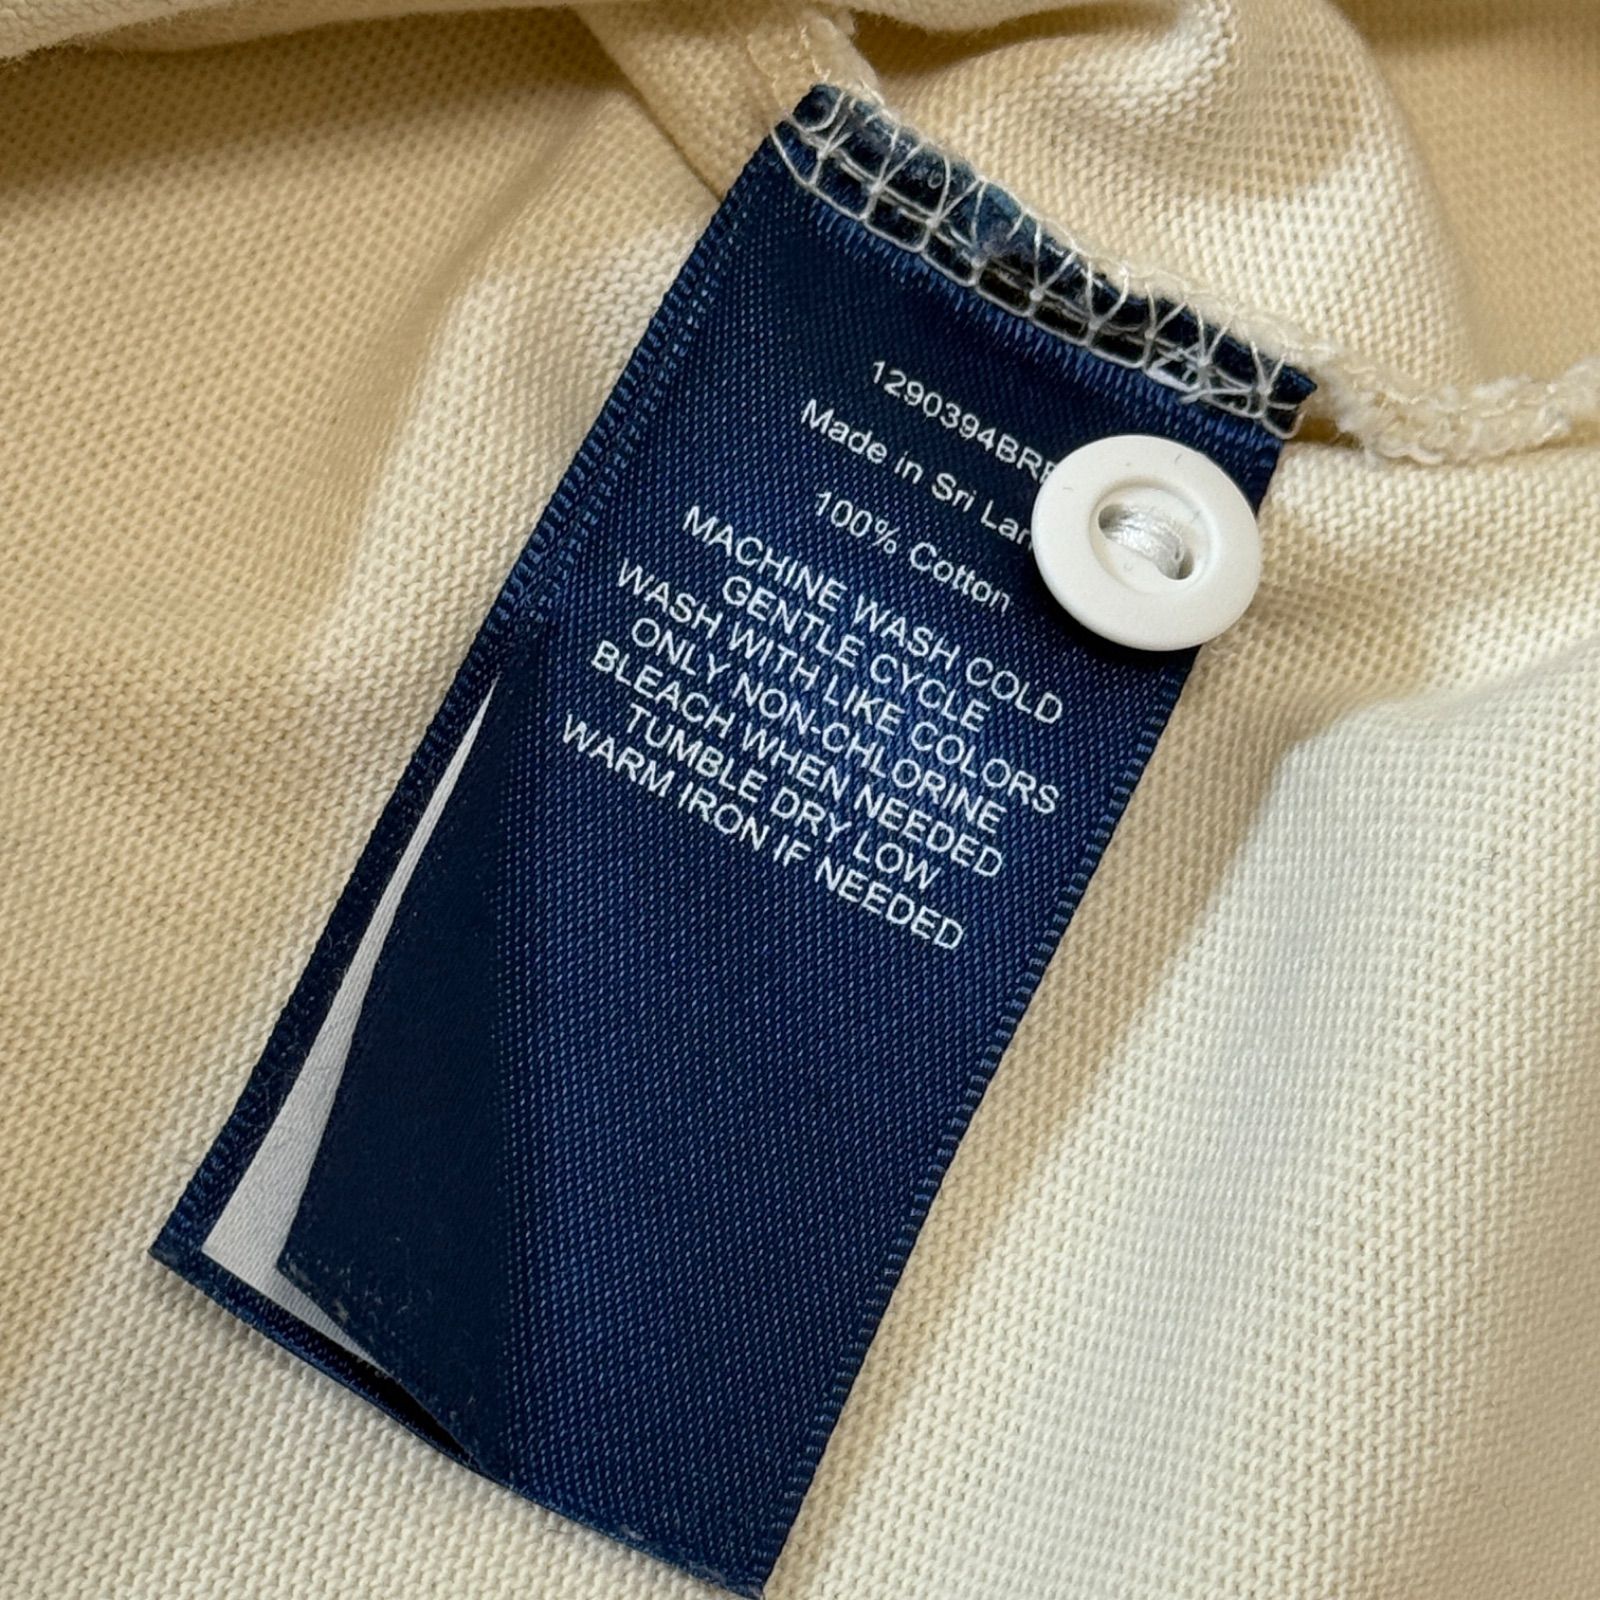 1290394BR
Made in Sri Lan
100% Cotton
MACHINE WASH COLD
GENTLE CYCLE
WASH WITH LIKE COLORS
ONLY NON-CHLORINE
BLEACH WHEN NEEDED
TUMBLE DRY LOW
WARM IRON IF NEEDED